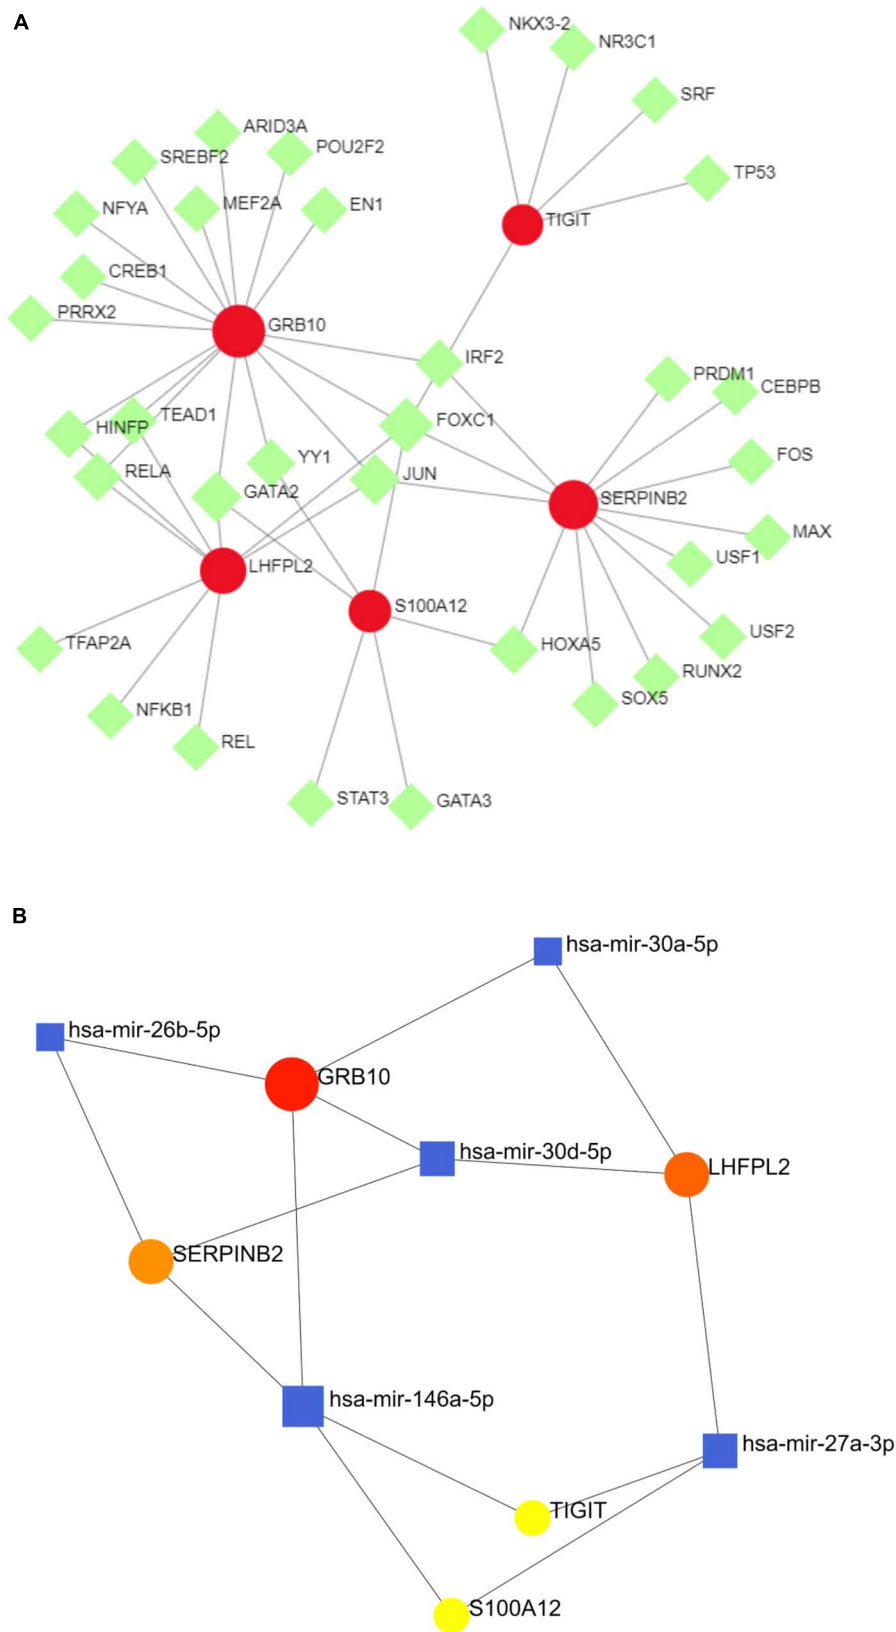 A
NKX3-2
NR3C1
SRF
ARID3A
POU2F2
SREBF2
TP53
NFYA
MEF2A
EN1
TIGIT
CREB1
PRRX2
GRB10
IRF2
PRDM1
CEBPB
HINFP
TEAD1
FOXC1
YY1
FOS
RELA
JUN
GATA2
SERPINB2
MAX
USF1
LHFPL2
S100A12
USF2
TFAP2A
HOXA5
RUNX2
SOX5
NFKB1
REL
STAT3
GATA3
B
hsa-mir-30a-5p
hsa-mir-26b-5p
GRB10
hsa-mir-30d-5p
LHFPL2
SERPINB2
hsa-mir-146a-5p
hsa-mir-27a-3p
TIGIT
S100A12